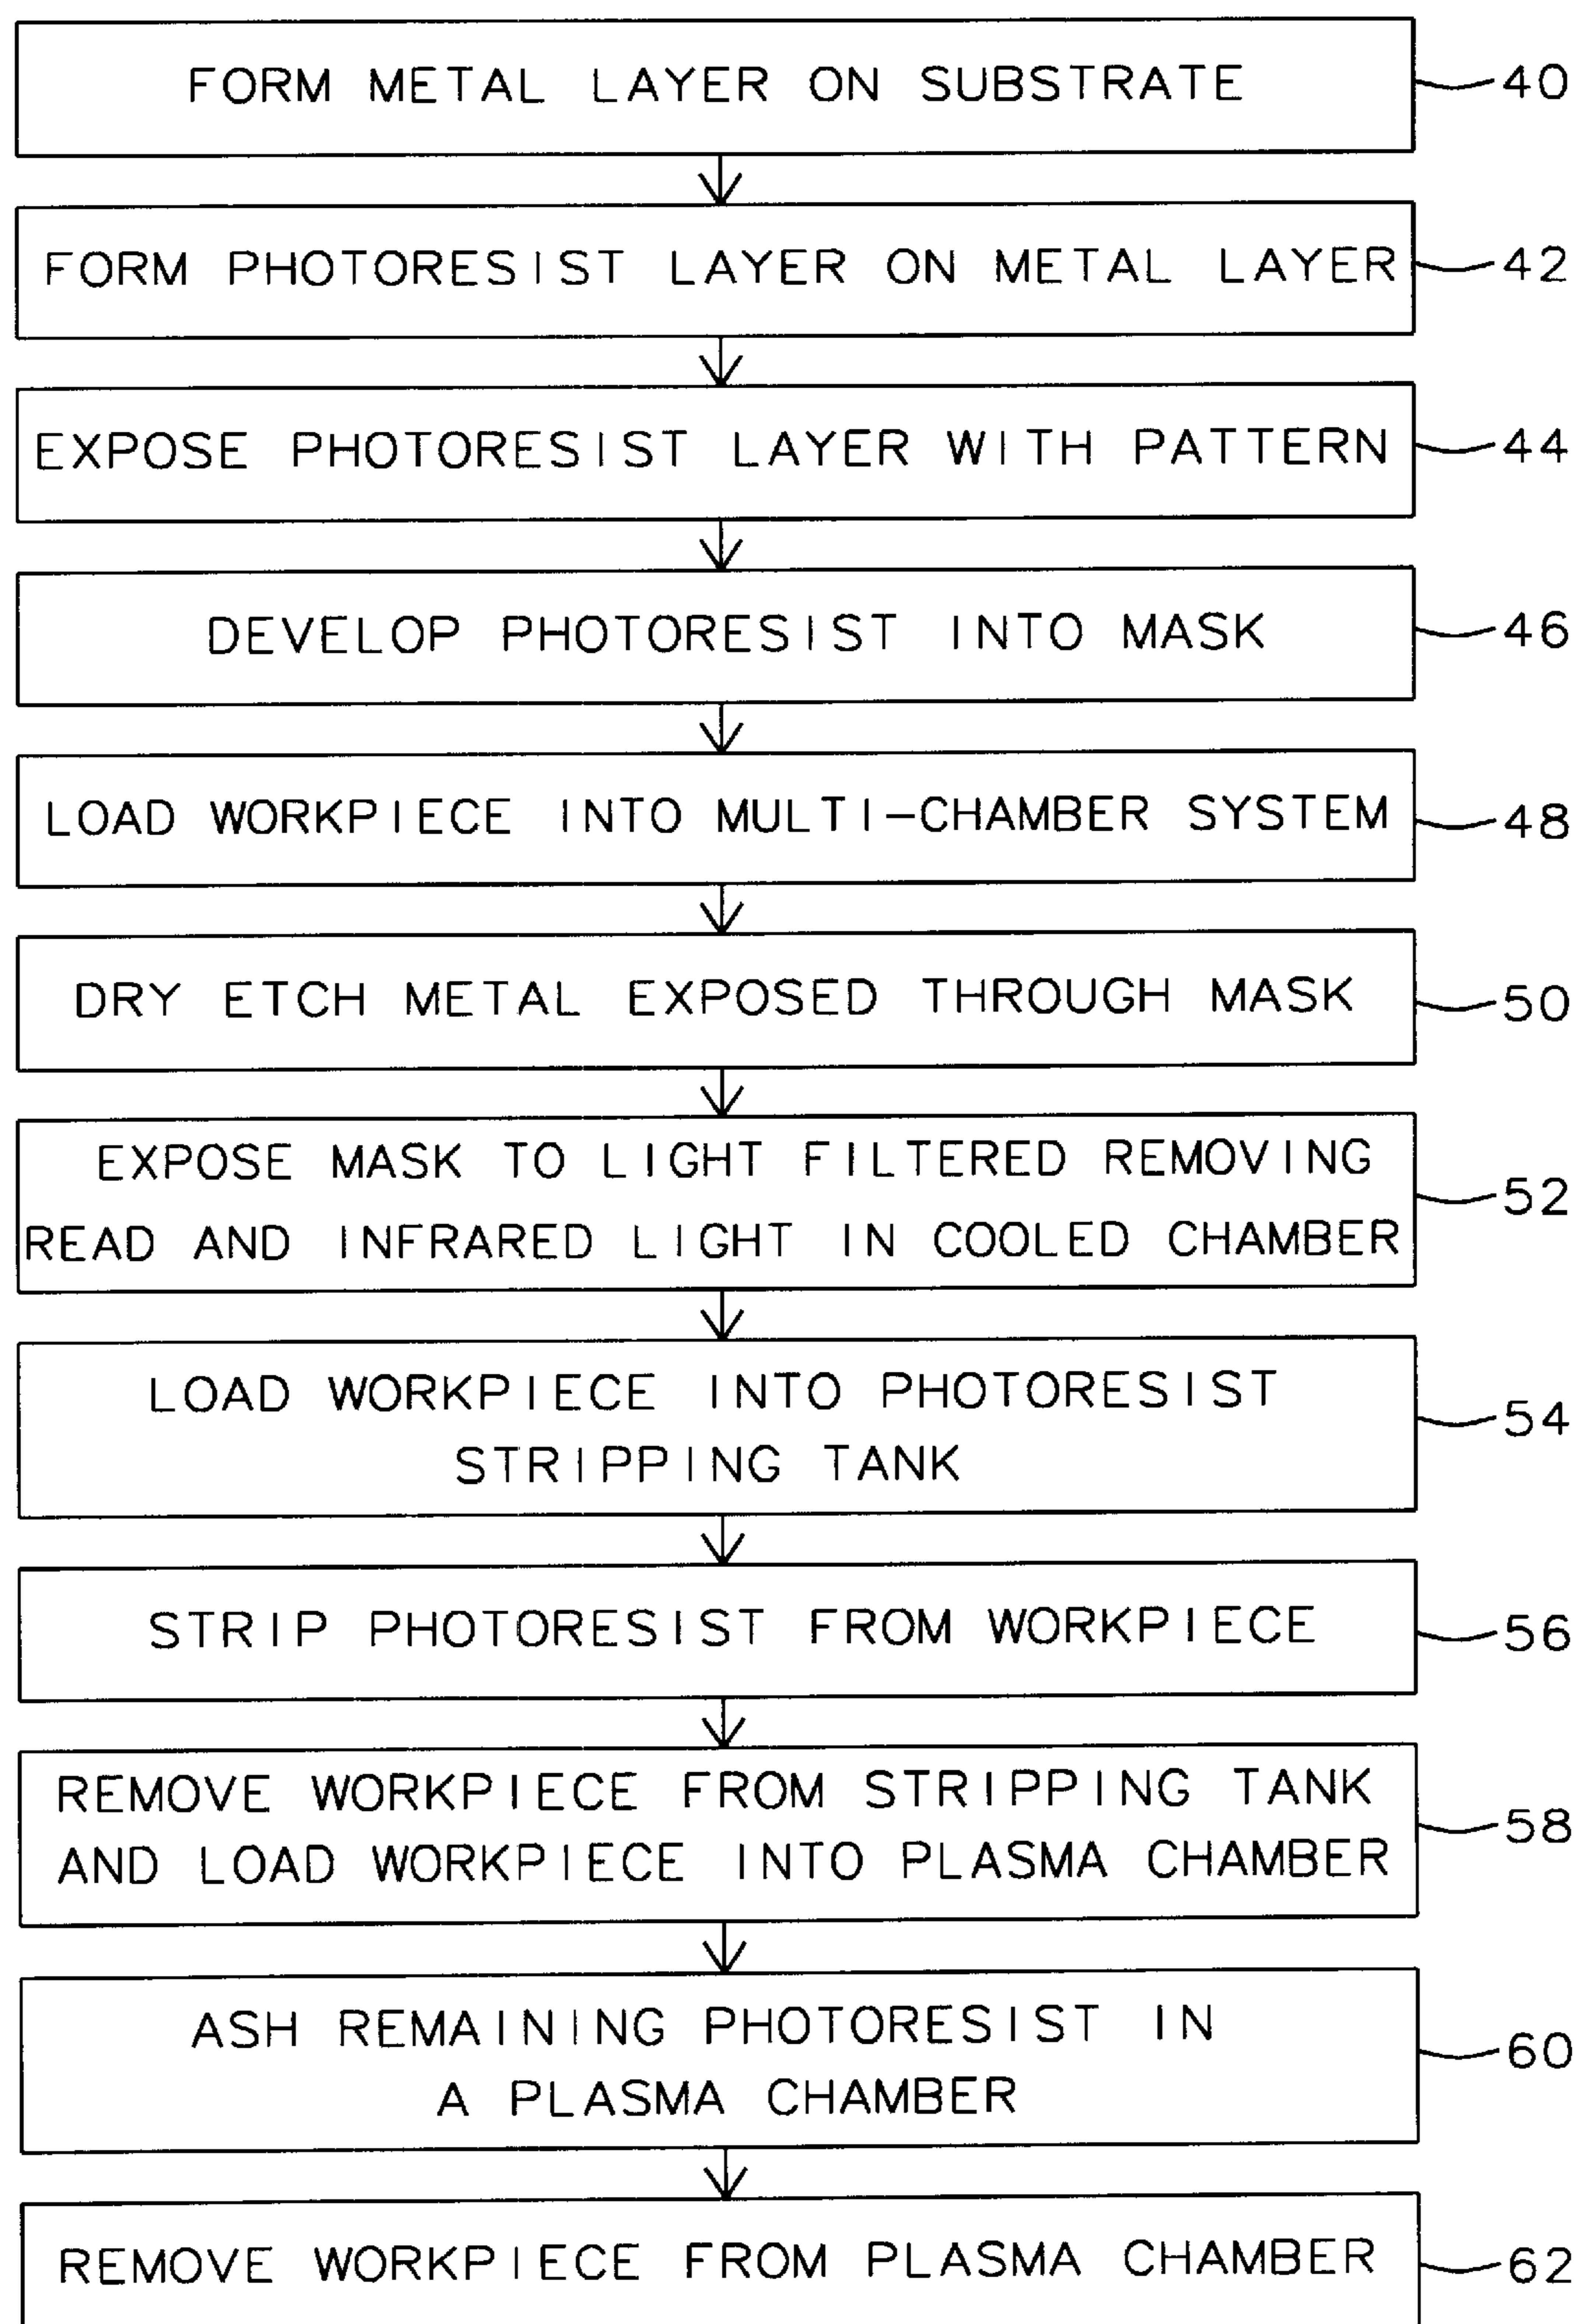 FORM METAL LAYER ON SUBSTRATE
40
FORM PHOTORESIST LAYER ON METAL LAYER
42
EXPOSE PHOTORESIST LAYER WITH PATTERN
44
DEVELOP PHOTORESIST INTO MASK
46
LOAD WORKPIECE INTO MULTI-CHAMBER SYSTEM
48
DRY ETCH METAL EXPOSED THROUGH MASK
50
EXPOSE MASK TO LIGHT FILTERED REMOVING
READ AND INFRARED LIGHT IN COOLED CHAMBER
52
LOAD WORKPIECE INTO PHOTORESIST
STRIPPING TANK
54
STRIP PHOTORESIST FROM WORKPIECE
56
REMOVE WORKPIECE FROM STRIPPING TANK
AND LOAD WORKPIECE INTO PLASMA CHAMBER
58
ASH REMAINING PHOTORESIST IN
A PLASMA CHAMBER
60
REMOVE WORKPIECE FROM PLASMA CHAMBER
62